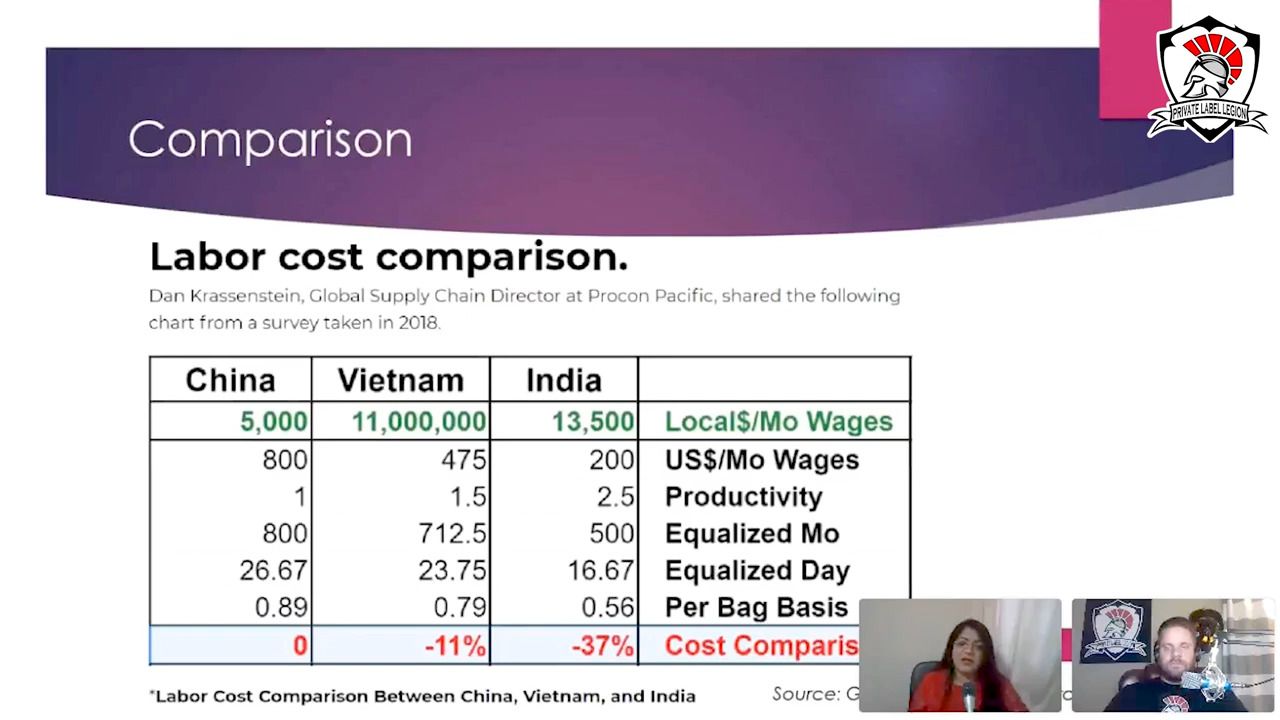 PRIVATE LABEL LEGION
Comparison
Labor cost comparison.
Dan Krassenstein, Global Supply Chain Director at Procon Pacific, shared the following
chart from a survey taken in 2018.
China Vietnam India
5,000 11,000,000 13,500 Local$/Mo Wages
800 475 200 US$/Mo Wages
1 1.5 2.5 Productivity
800 712.5 500 Equalized Mo
26.67 23.75 16.67 Equalized Day
0.89 0.79 0.56 Per Bag Basis
0 -11% -37% Cost Comparis
*Labor Cost Comparison Between China, Vietnam, and India
Source: G